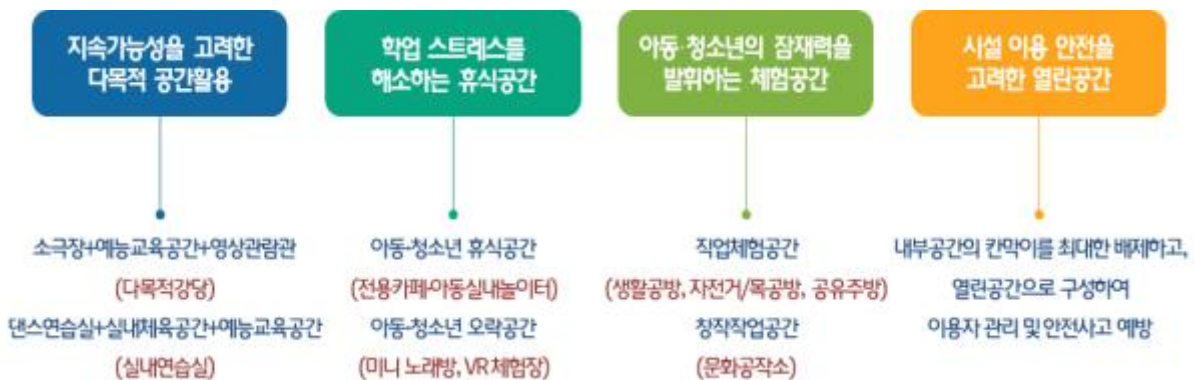 지속가능성을 고려한
다목적 공간활용
학업 스트레스를
해소하는 휴식공간
아동·청소년의 잠재력을
발휘하는 체험공간
시설 이용 안전을
고려한 열린공간
소극장+예능교육공간+영상관람관
(다목적강당)
댄스연습실+실내체육공간+예능교육공간
(실내연습실)
아동·청소년 휴식공간
(전용카페·아동실내놀이터)
아동·청소년 오락공간
(미니 노래방, VR 체험장)
직업체험공간
(생활공방, 자전거/목공방, 공유주방)
창작작업공간
(문화공작소)
내부공간의 칸막이를 최대한 배제하고,
열린공간으로 구성하여
이용자 관리 및 안전사고 예방